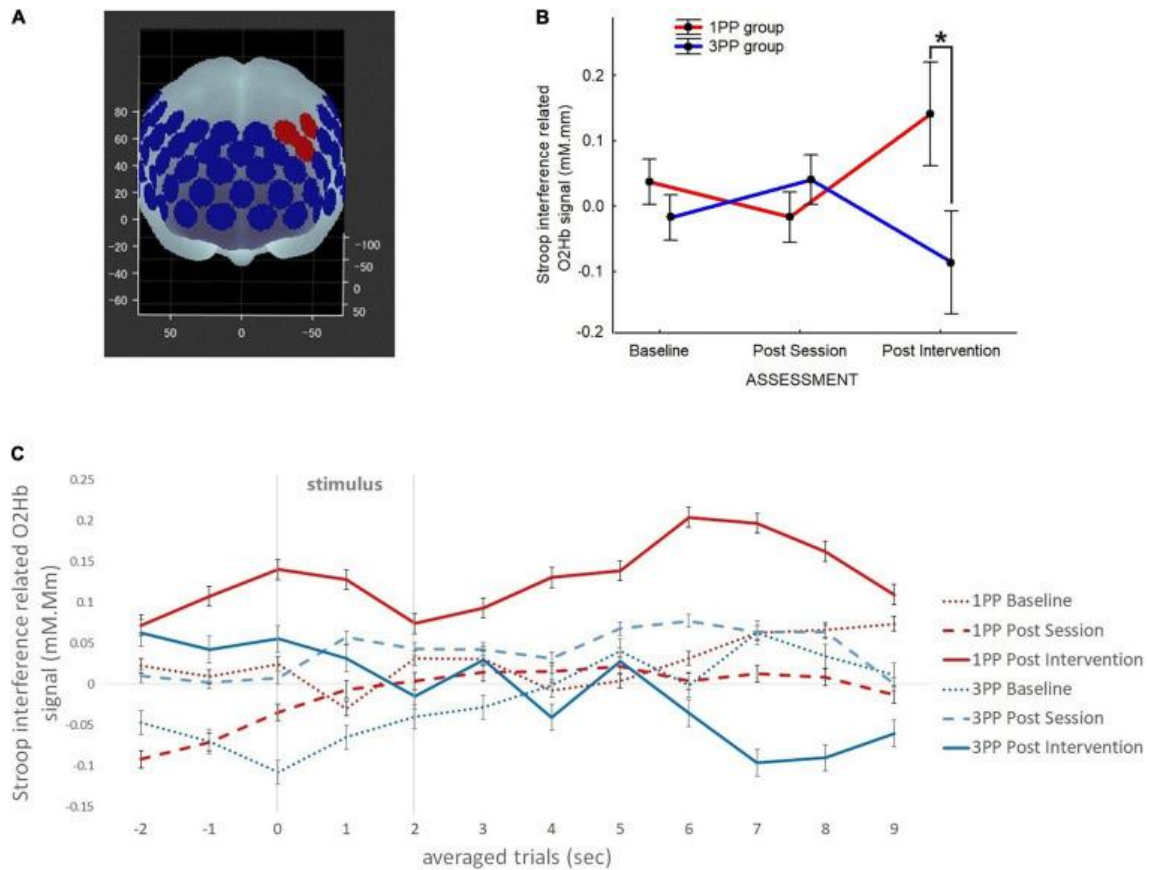 A
80
60
40
20
0
-20
-40
-60
-100
-50
0
50
50
0
-50
B
1PP group
3PP group
*
Stroop interference related
O2Hb signal (mM.mm)
0.2
0.1
0.0
-0.1
-0.2
Baseline
Post Session
Post Intervention
ASSESSMENT
C
Stroop interference related O2Hb
signal (mM.Mm)
0.25
0.2
0.15
0.1
0.05
0
-0.05
-0.1
-0.15
stimulus
-2 -1 0 1 2 3 4 5 6 7 8 9
averaged trials (sec)
1PP Baseline
1PP Post Session
1PP Post Intervention
3PP Baseline
3PP Post Session
3PP Post Intervention